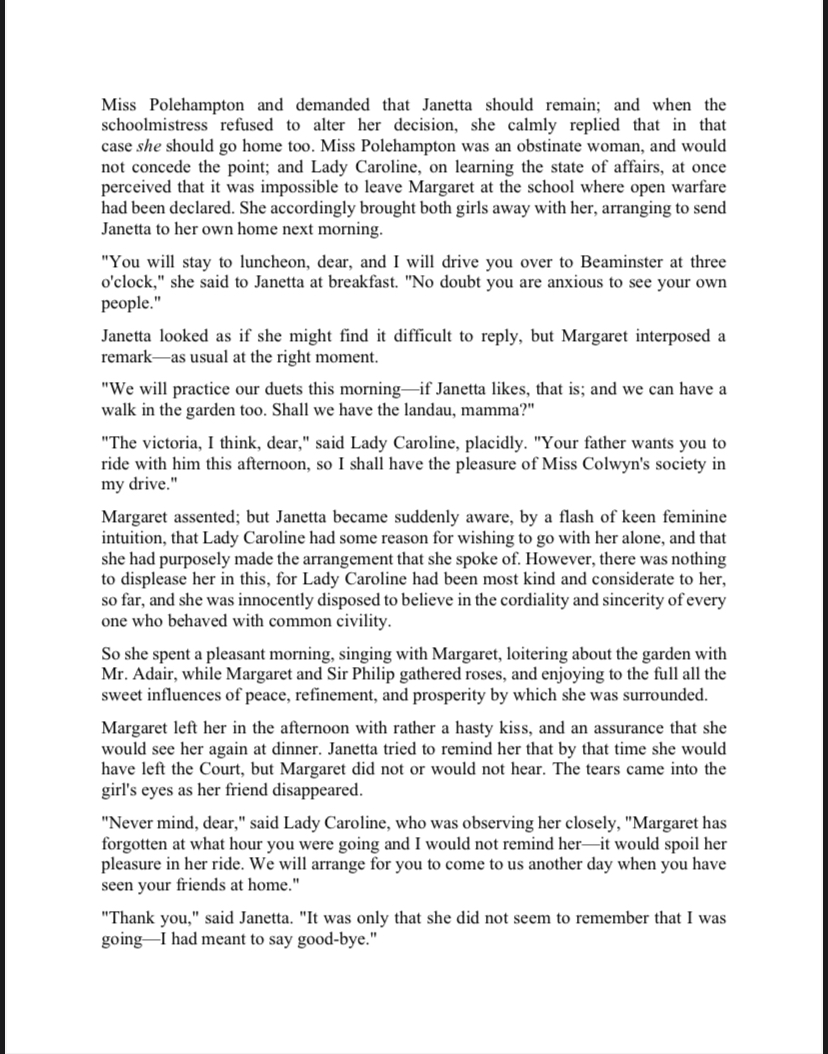 Miss Polehampton and demanded that Janetta should remain; and when the
schoolmistress refused to alter her decision, she calmly replied that in that
case she should go home too. Miss Polehampton was an obstinate woman, and would
not concede the point; and Lady Caroline, on learning the state of affairs, at once
perceived that it was impossible to leave Margaret at the school where open warfare
had been declared. She accordingly brought both girls away with her, arranging to send
Janetta to her own home next morning.
"You will stay to luncheon, dear, and I will drive you over to Beaminster at three
o'clock," she said to Janetta at breakfast. "No doubt you are anxious to see your own
people."
Janetta looked as if she might find it difficult to reply, but Margaret interposed a
remark—as usual at the right moment.
"We will practice our duets this morning—if Janetta likes, that is; and we can have a
walk in the garden too. Shall we have the landau, mamma?"
"The victoria, I think, dear," said Lady Caroline, placidly. "Your father wants you to
ride with him this afternoon, so I shall have the pleasure of Miss Colwyn's society in
my drive."
Margaret assented; but Janetta became suddenly aware, by a flash of keen feminine
intuition, that Lady Caroline had some reason for wishing to go with her alone, and that
she had purposely made the arrangement that she spoke of. However, there was nothing
to displease her in this, for Lady Caroline had been most kind and considerate to her,
so far, and she was innocently disposed to believe in the cordiality and sincerity of every
one who behaved with common civility.
So she spent a pleasant morning, singing with Margaret, loitering about the garden with
Mr. Adair, while Margaret and Sir Philip gathered roses, and enjoying to the full all the
sweet influences of peace, refinement, and prosperity by which she was surrounded.
Margaret left her in the afternoon with rather a hasty kiss, and an assurance that she
would see her again at dinner. Janetta tried to remind her that by that time she would
have left the Court, but Margaret did not or would not hear. The tears came into the
girl's eyes as her friend disappeared.
"Never mind, dear," said Lady Caroline, who was observing her closely, "Margaret has
forgotten at what hour you were going and I would not remind her—it would spoil her
pleasure in her ride. We will arrange for you to come to us another day when you have
seen your friends at home."
"Thank you," said Janetta. "It was only that she did not seem to remember that I was
going—I had meant to say good-bye."